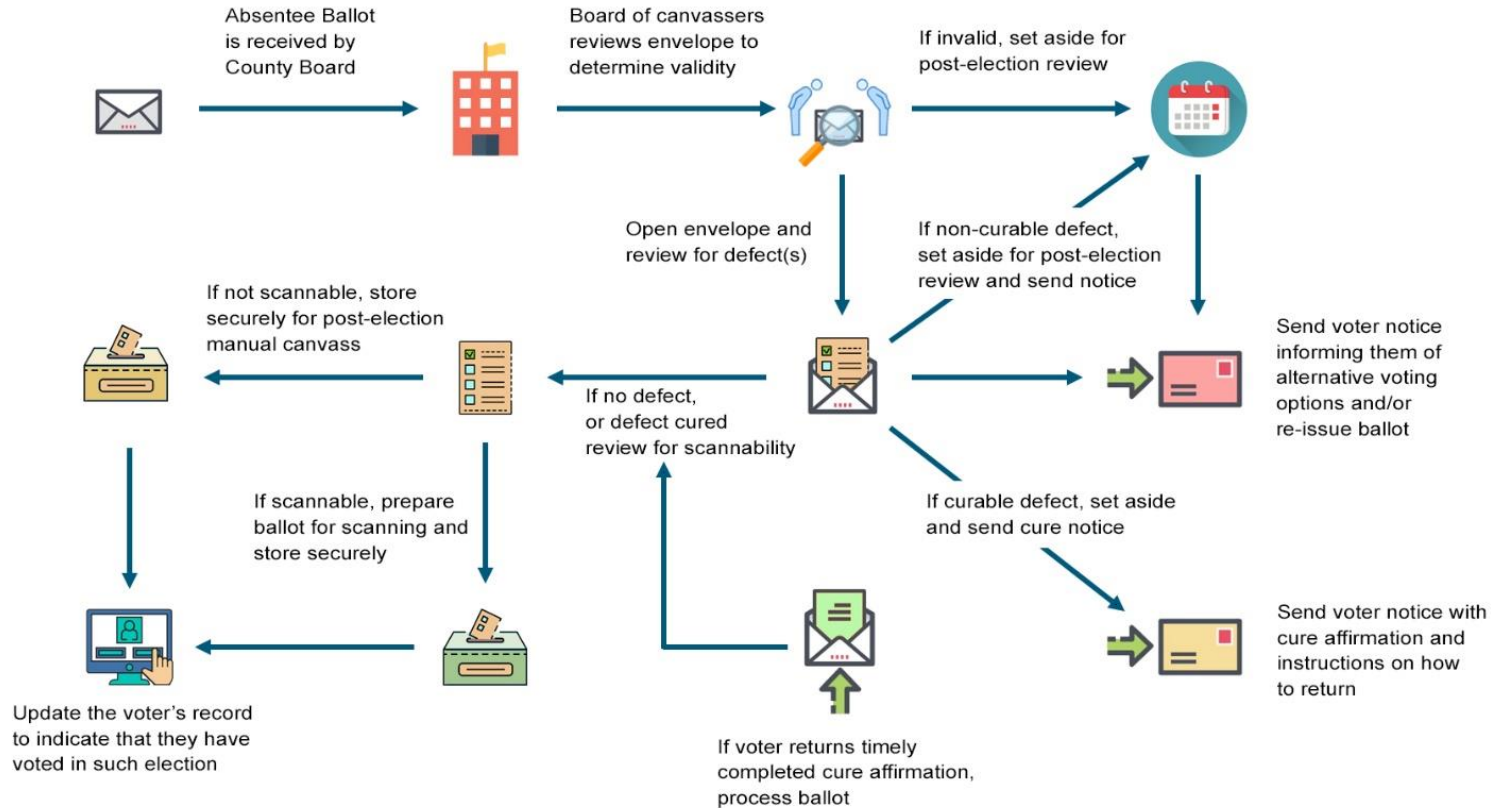 Absentee Ballot
is received by
County Board
Board of canvassers
reviews envelope to
determine validity
If invalid, set aside for
post-election review
Open envelope and
review for defect(s)
If non-curable defect,
set aside for post-election
review and send notice
If not scannable, store
securely for post-election
manual canvass
Send voter notice
informing them of
alternative voting
options and/or
re-issue ballot
If no defect,
or defect cured
review for scannability
If scannable, prepare
ballot for scanning and
store securely
If curable defect, set aside
and send cure notice
Send voter notice with
cure affirmation and
instructions on how
to return
Update the voter's record
to indicate that they have
voted in such election
If voter returns timely
completed cure affirmation,
process ballot